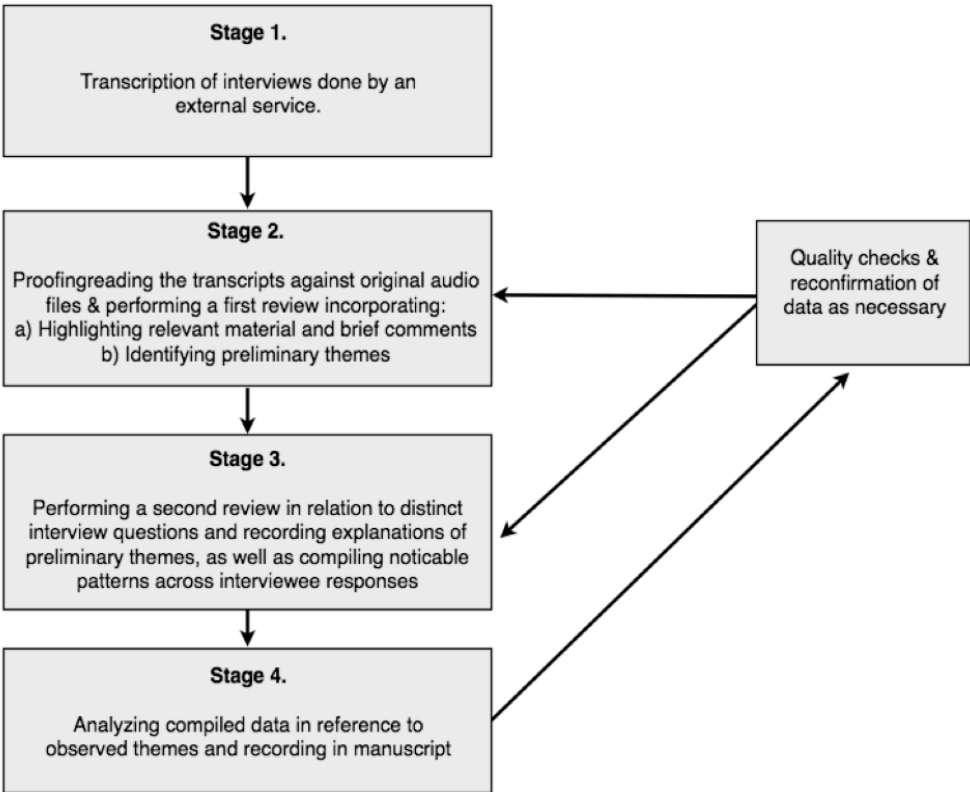 Stage 1.
Transcription of interviews done by an
external service.
Stage 2.
Proofingreading the transcripts against original audio
files & performing a first review incorporating:
a) Highlighting relevant material and brief comments
b) Identifying preliminary themes
Quality checks &
reconfirmation of
data as necessary
Stage 3.
Performing a second review in relation to distinct
interview questions and recording explanations of
preliminary themes, as well as compiling noticable
patterns across interviewee responses
Stage 4.
Analyzing compiled data in reference to
observed themes and recording in manuscript